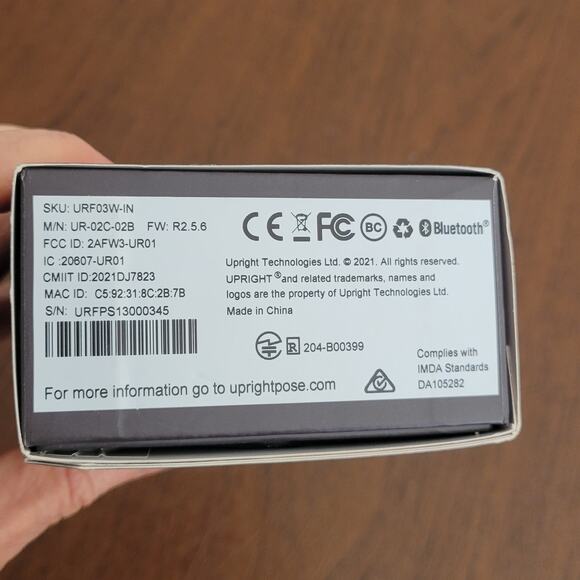 SKU: URF03W-IN
M/N: UR-02C-02B FW: R2.5.6
FCC ID: 2AFW3-UR01
IC :20607-UR01
CMIIT ID:2021DJ7823
MAC ID: C5:92:31:8C:2B:7B
S/N: URFPS13000345
CE FC BC Bluetooth®
Upright Technologies Ltd. © 2021. All rights reserved.
UPRIGHT ® and related trademarks, names and
logos are the property of Upright Technologies Ltd.
Made in China
R 204-B00399
Complies with
IMDA Standards
DA105282
For more information go to uprightpose.com